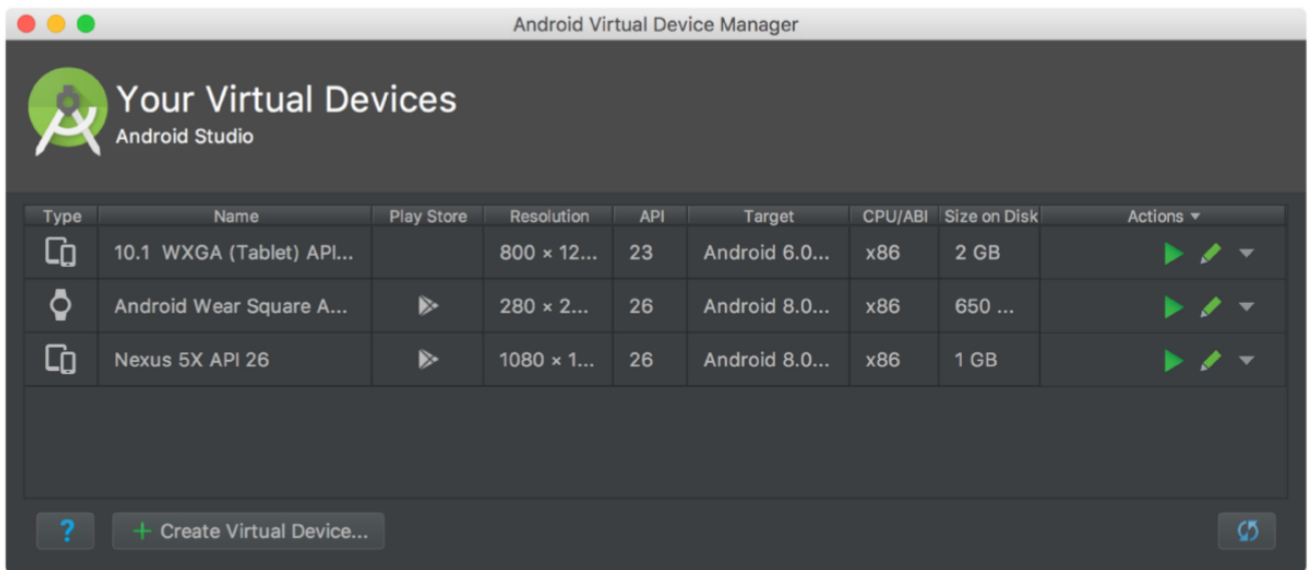 Android Virtual Device Manager
Your Virtual Devices
Android Studio
Type Name Play Store Resolution API Target CPU/ABI Size on Disk Actions
10.1 WXGA (Tablet) API... 800 × 12... 23 Android 6.0... x86 2 GB
Android Wear Square A... 280 × 2... 26 Android 8.0... x86 650 ...
Nexus 5X API 26 1080 × 1... 26 Android 8.0... x86 1 GB
? + Create Virtual Device...